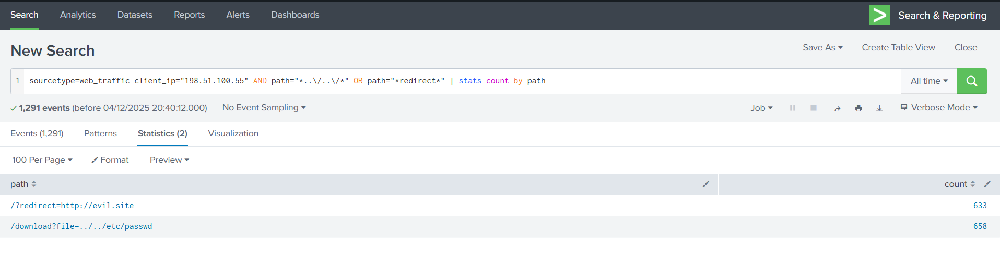 Search Analytics Datasets Reports Alerts Dashboards Search & Reporting
New Search Save As Create Table View Close
1 sourcetype=web_traffic client_ip="198.51.100.55" AND path="*..\/..\/*" OR path="*redirect*" | stats count by path All time
1,291 events (before 04/12/2025 20:40:12.000) No Event Sampling Job Verbose Mode
Events (1,291) Patterns Statistics (2) Visualization
100 Per Page Format Preview
path count
/?redirect=http://evil.site 633
/download?file=../../etc/passwd 658